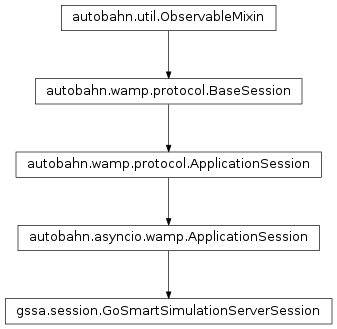 autobahn.util.ObservableMixin
autobahn.wamp.protocol.BaseSession
autobahn.wamp.protocol.ApplicationSession
autobahn.asyncio.wamp.ApplicationSession
gssa.session.GoSmartSimulationServerSession